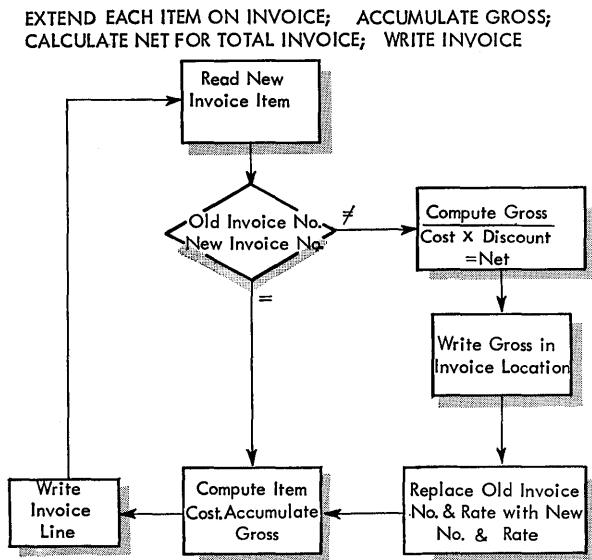 EXTEND EACH ITEM ON INVOICE; ACCUMULATE GROSS;
CALCULATE NET FOR TOTAL INVOICE; WRITE INVOICE
Read New
Invoice Item
Old Invoice No.
New Invoice No.
≠
=
Compute Gross
Cost X Discount
=Net
Write Gross in
Invoice Location
Replace Old Invoice
No. & Rate with New
No. & Rate
Compute Item
Cost. Accumulate
Gross
Write
Invoice
Line